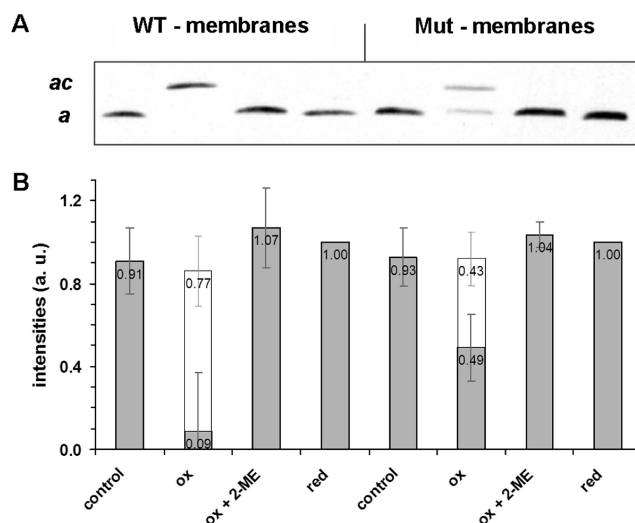 A
WT - membranes
Mut - membranes
ac
a
B
intensities (a. u.)
1.2
0.8
0.4
0.0
0.91
0.77
0.09
1.07
1.00
0.93
0.43
0.49
1.04
1.00
control
ox
ox + 2-ME
red
control
ox
ox + 2-ME
red